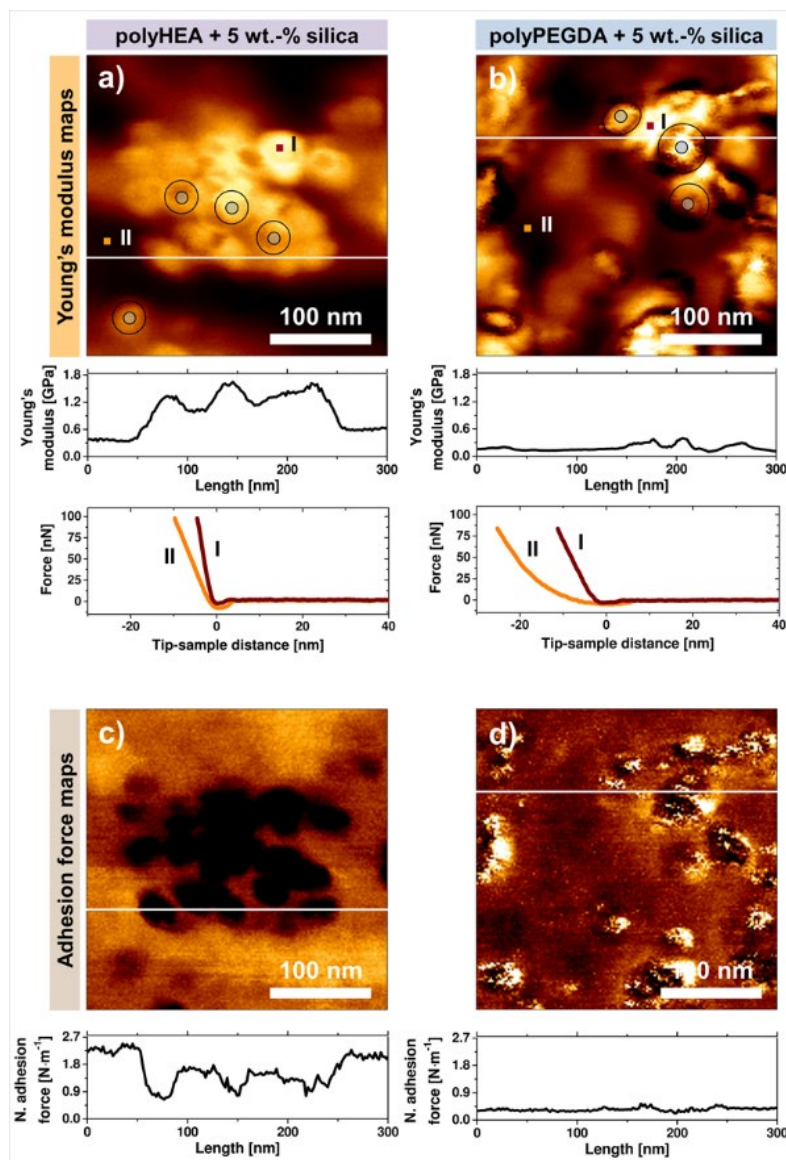 polyHEA + 5 wt.-% silica
polyPEGDA + 5 wt.-% silica
Young's modulus maps
a)
I
II
100 nm
b)
I
II
100 nm
Young's
modulus [GPa]
1.8
1.2
0.6
0.0
0 100 200 300
Length [nm]
Young's
modulus [GPa]
1.8
1.2
0.6
0.0
0 100 200 300
Length [nm]
Force [nN]
100
75
50
25
0
II
I
-20 0 20 40
Tip-sample distance [nm]
Force [nN]
100
75
50
25
0
II
I
-20 0 20 40
Tip-sample distance [nm]
Adhesion force maps
c)
100 nm
d)
100 nm
N. adhesion
force [N·m⁻¹]
2.7
1.8
0.9
0.0
0 100 200 300
Length [nm]
N. adhesion
force [N·m⁻¹]
2.7
1.8
0.9
0.0
0 100 200 300
Length [nm]